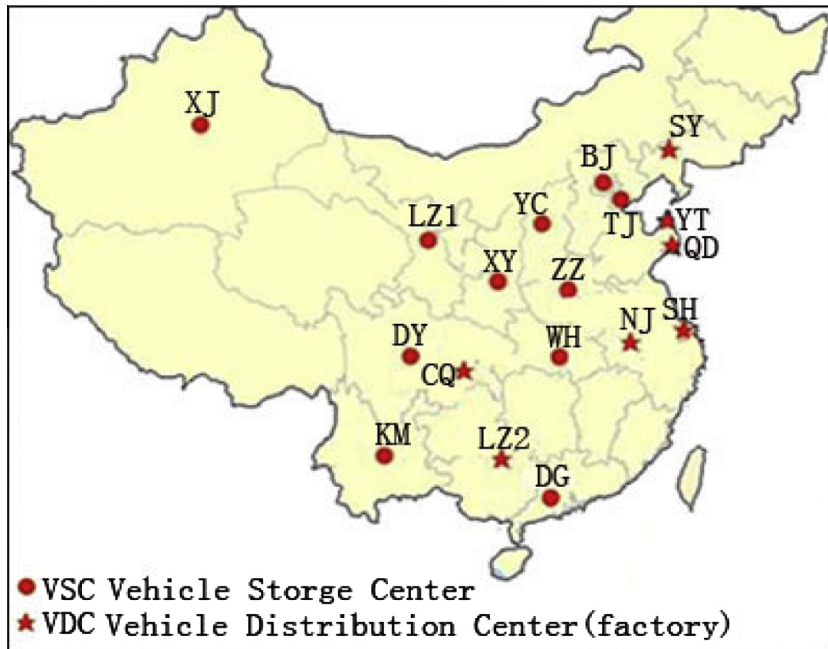 XJ
SY
BJ
YC
TJ
YT
LZ1
QD
XY
ZZ
SH
NJ
DY
WH
CQ
KM
LZ2
DG
VSC Vehicle Storge Center
VDC Vehicle Distribution Center(factory)